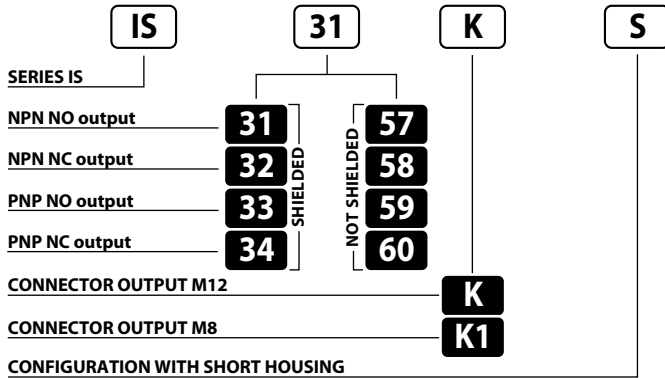 IS 31 K S
SERIES IS
NPN NO output 31 57
NPN NC output 32 58
PNP NO output 33 59
PNP NC output 34 60
SHIELDED
NOT SHIELDED
CONNECTOR OUTPUT M12 K
CONNECTOR OUTPUT M8 K1
CONFIGURATION WITH SHORT HOUSING